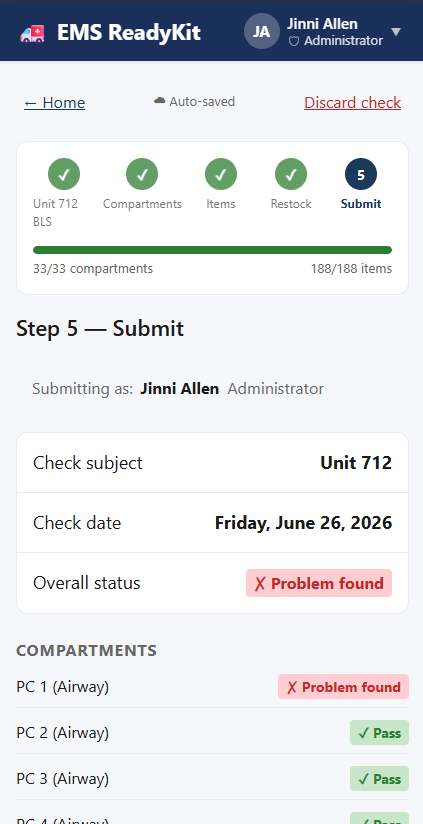 EMS ReadyKit
JA
Jinni Allen
Administrator
← Home
Auto-saved
Discard check
✓ ✓ ✓ ✓ 5
Unit 712 BLS
Compartments
Items
Restock
Submit
33/33 compartments
188/188 items
Step 5 — Submit
Submitting as: Jinni Allen Administrator
Check subject Unit 712
Check date Friday, June 26, 2026
Overall status ✗ Problem found
COMPARTMENTS
PC 1 (Airway) ✗ Problem found
PC 2 (Airway) ✓ Pass
PC 3 (Airway) ✓ Pass
PC 4 (Airway) ✓ Pass